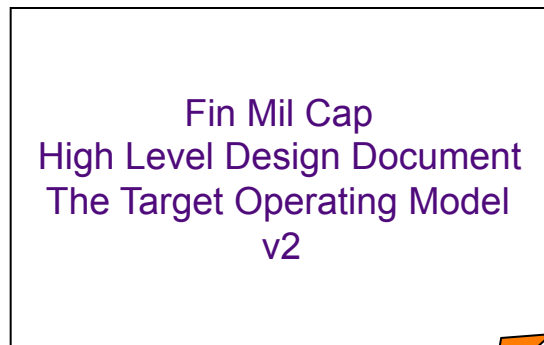 Fin Mil Cap
High Level Design Document
The Target Operating Model
v2